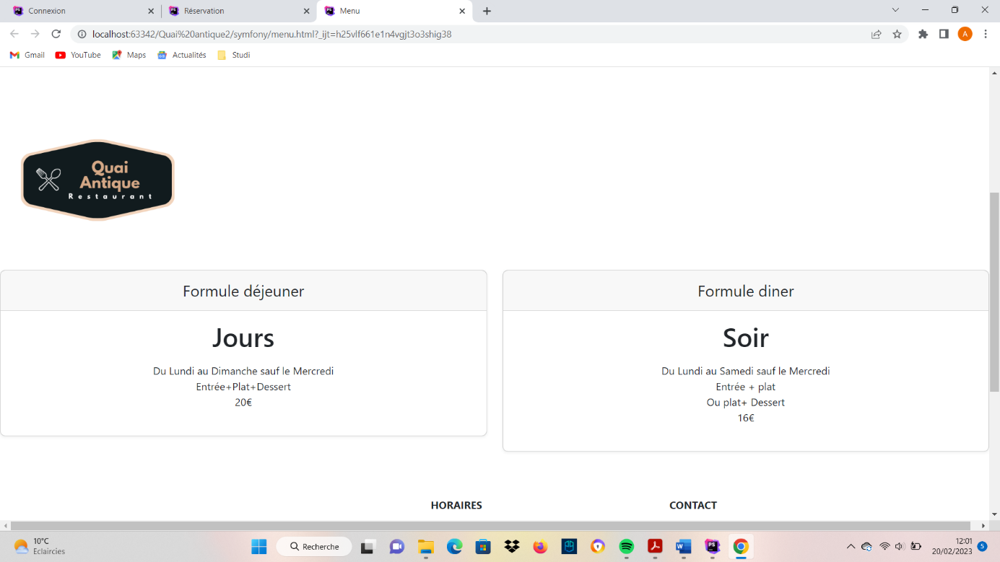 Connexion
Réservation
Menu
localhost:63342/Quai%20antique2/symfony/menu.html?_ijt=h25vlf661e1n4vgjt3o3shig38
A
Gmail
YouTube
Maps
Actualités
Studi
Quai
Antique
Restaurant
Formule déjeuner
Jours
Du Lundi au Dimanche sauf le Mercredi
Entrée+Plat+Dessert
20€
Formule diner
Soir
Du Lundi au Samedi sauf le Mercredi
Entrée + plat
Ou plat+ Dessert
16€
HORAIRES
CONTACT
10°C
Eclaircies
Recherche
12:01
20/02/2023
5